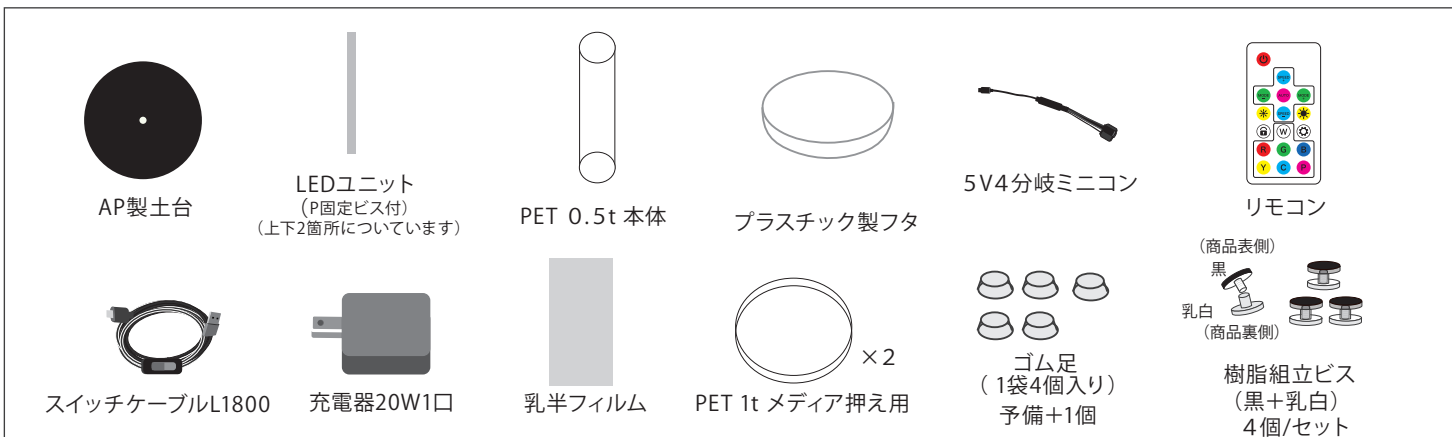 AP製土台
LEDユニット
(P固定ビス付)
(上下2箇所についています)
PET 0.5t 本体
プラスチック製フタ
5V4分岐ミニコン
W
R G B
Y C P
リモコン
スイッチケーブルL1800
充電器20W1口
乳半フィルム
×2
PET 1t メディア押え用
ゴム足
( 1袋4個入り)
予備+1個
(商品表側)
黒
乳白
(商品裏側)
樹脂組立ビス
(黒+乳白)
4個/セット